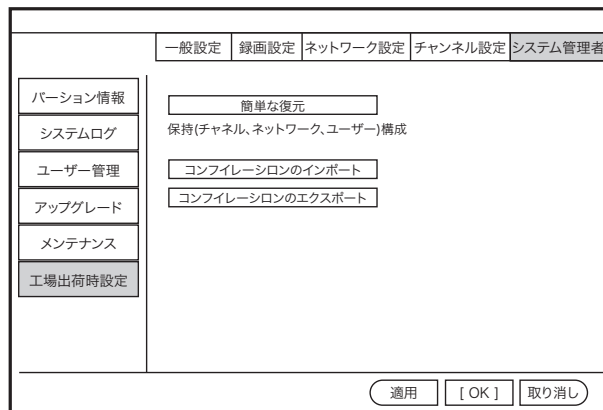 一般設定
録画設定
ネットワーク設定
チャンネル設定
システム管理者
バーション情報
システムログ
ユーザー管理
アップグレード
メンテナンス
工場出荷時設定
簡単な復元
保持(チャネル、ネットワーク、ユーザー)構成
コンフイレーシロンのインポート
コンフイレーシロンのエクスポート
適用
[ OK ]
取り消し